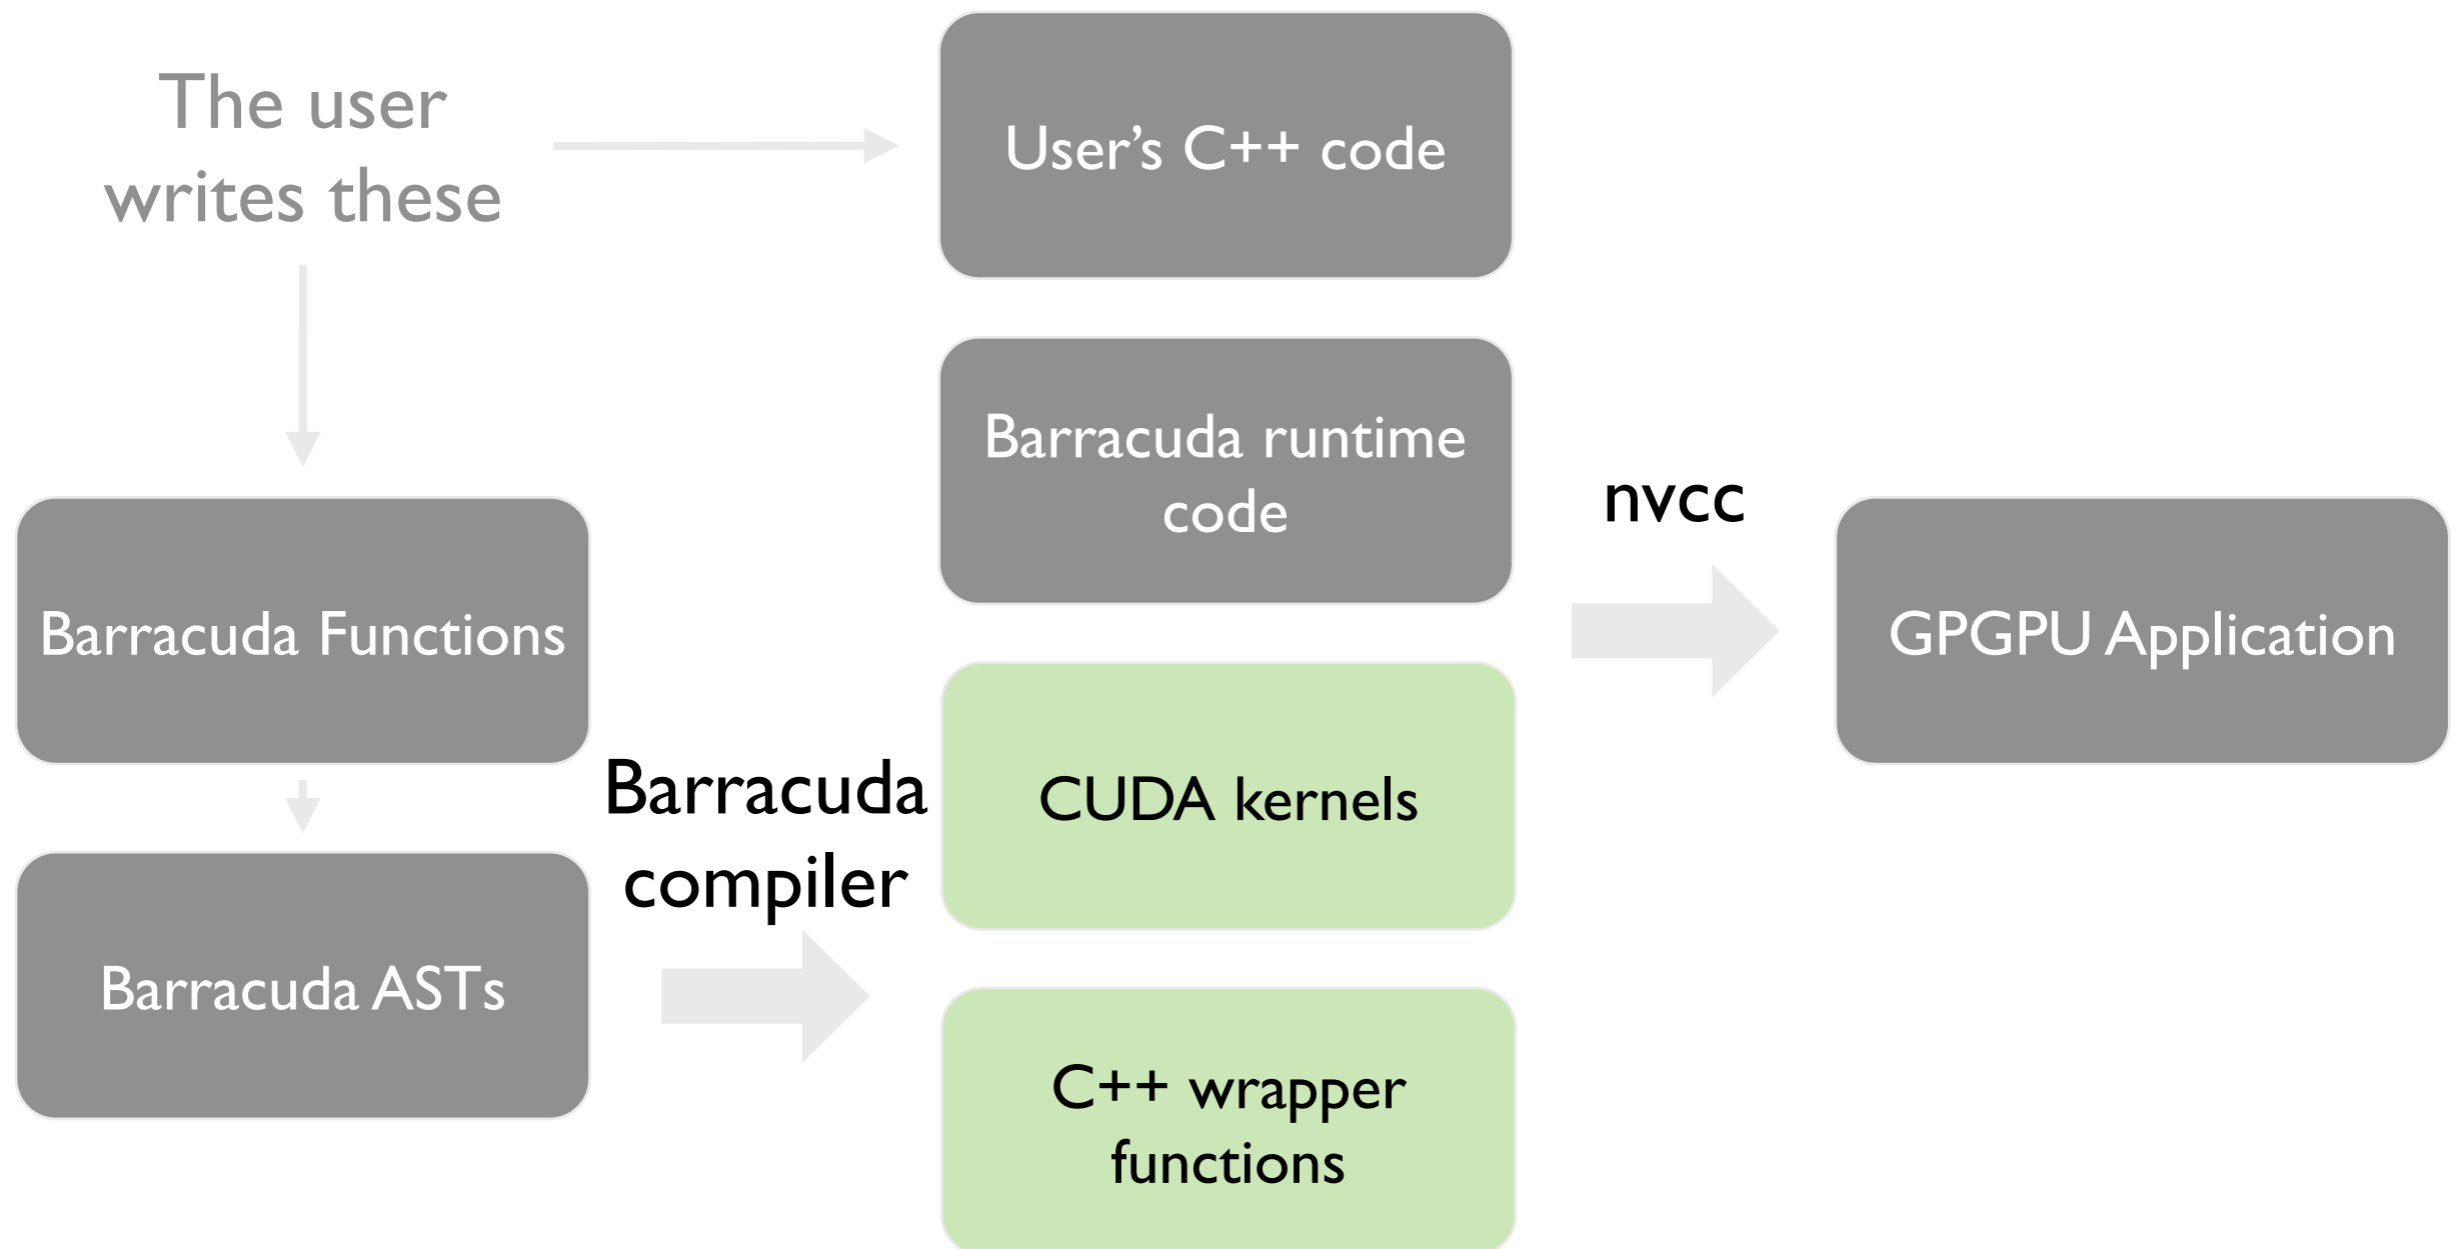 The user
writes these
User’s C++ code
Barracuda runtime
code
nvcc
Barracuda Functions
GPGPU Application
Barracuda
compiler
CUDA kernels
Barracuda ASTs
C++ wrapper
functions